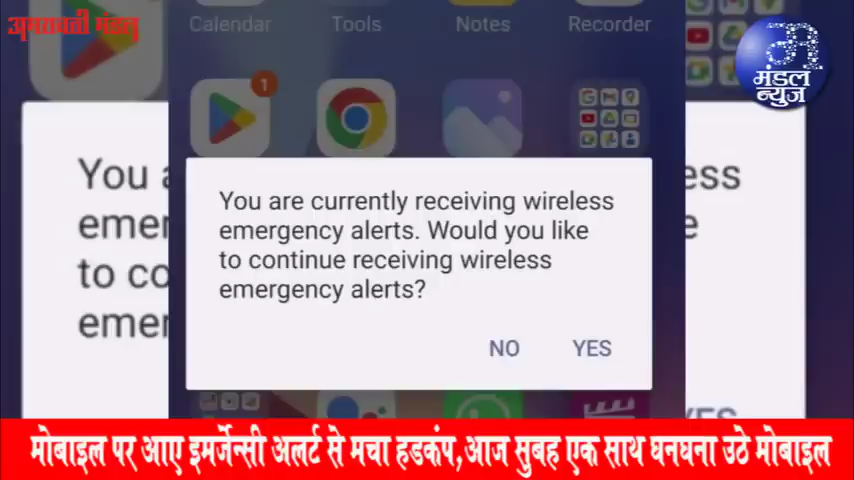 अमरावती मंडल
मंडल
न्यूज
Calendar
Tools
Notes
Recorder
1
You are currently receiving wireless
emergency alerts. Would you like
to continue receiving wireless
emergency alerts?
NO YES
मोबाइल पर आए इमर्जेन्सी अलर्ट से मचा हडकंप,आज सुबह एक साथ घनघना उठे मोबाइल